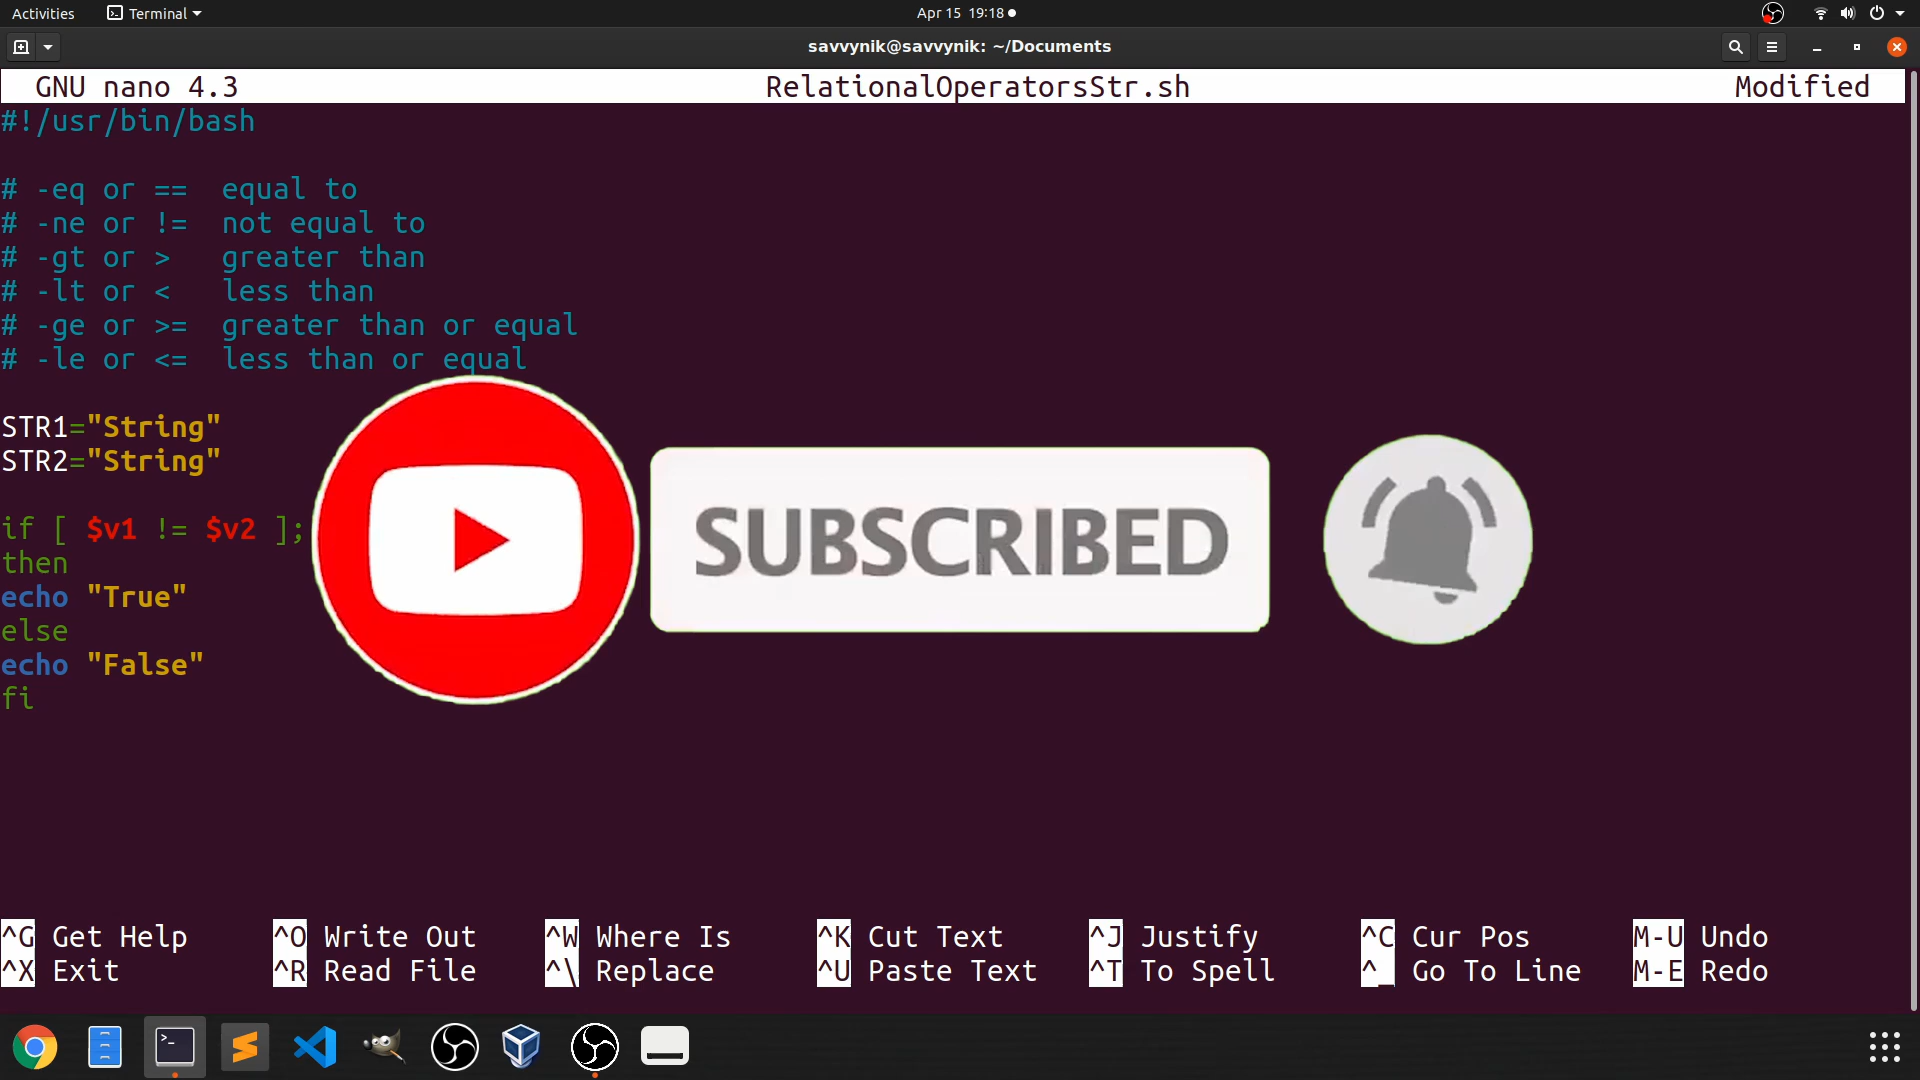 Activities Terminal Apr 15 19:18
savvynik@savvynik: ~/Documents
GNU nano 4.3 RelationalOperatorsStr.sh Modified
#!/usr/bin/bash
# -eq or == equal to
# -ne or != not equal to
# -gt or > greater than
# -lt or < less than
# -ge or >= greater than or equal
# -le or <= less than or equal
STR1="String"
STR2="String"
if [ $v1 != $v2 ];
then
echo "True"
else
echo "False"
fi
SUBSCRIBED
^G Get Help ^O Write Out ^W Where Is ^K Cut Text ^J Justify ^C Cur Pos M-U Undo
^X Exit ^R Read File ^\ Replace ^U Paste Text ^T To Spell ^_ Go To Line M-E Redo